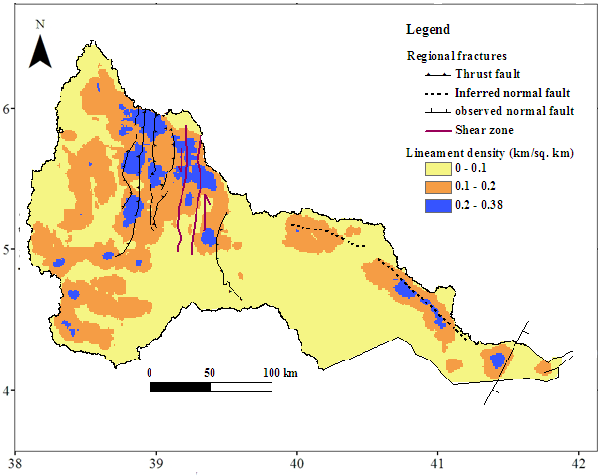 N
Legend
Regional fractures
Thrust fault
Inferred normal fault
observed normal fault
Shear zone
Lineament density (km/sq. km)
0 - 0.1
0.1 - 0.2
0.2 - 0.38
6
5
4
0 50 100 km
38 39 40 41 42